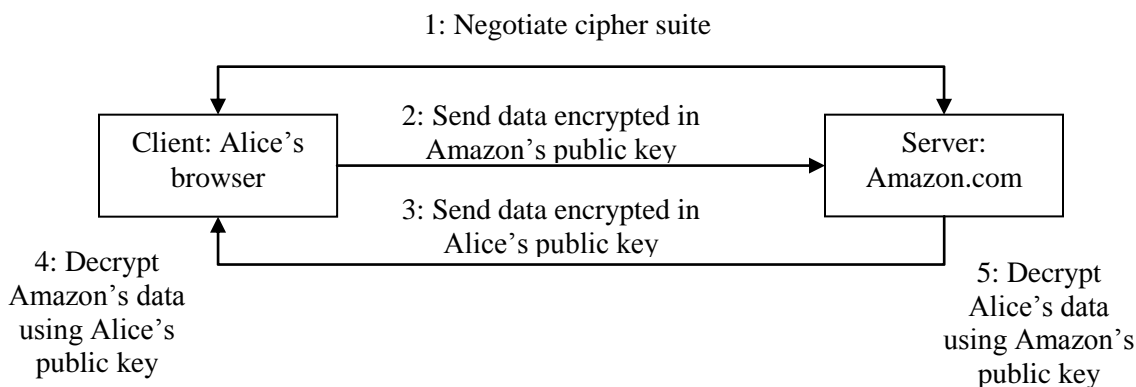 1: Negotiate cipher suite
Client: Alice’s
browser
2: Send data encrypted in
Amazon’s public key
Server:
Amazon.com
3: Send data encrypted in
Alice’s public key
4: Decrypt
Amazon’s data
using Alice’s
public key
5: Decrypt
Alice’s data
using Amazon’s
public key